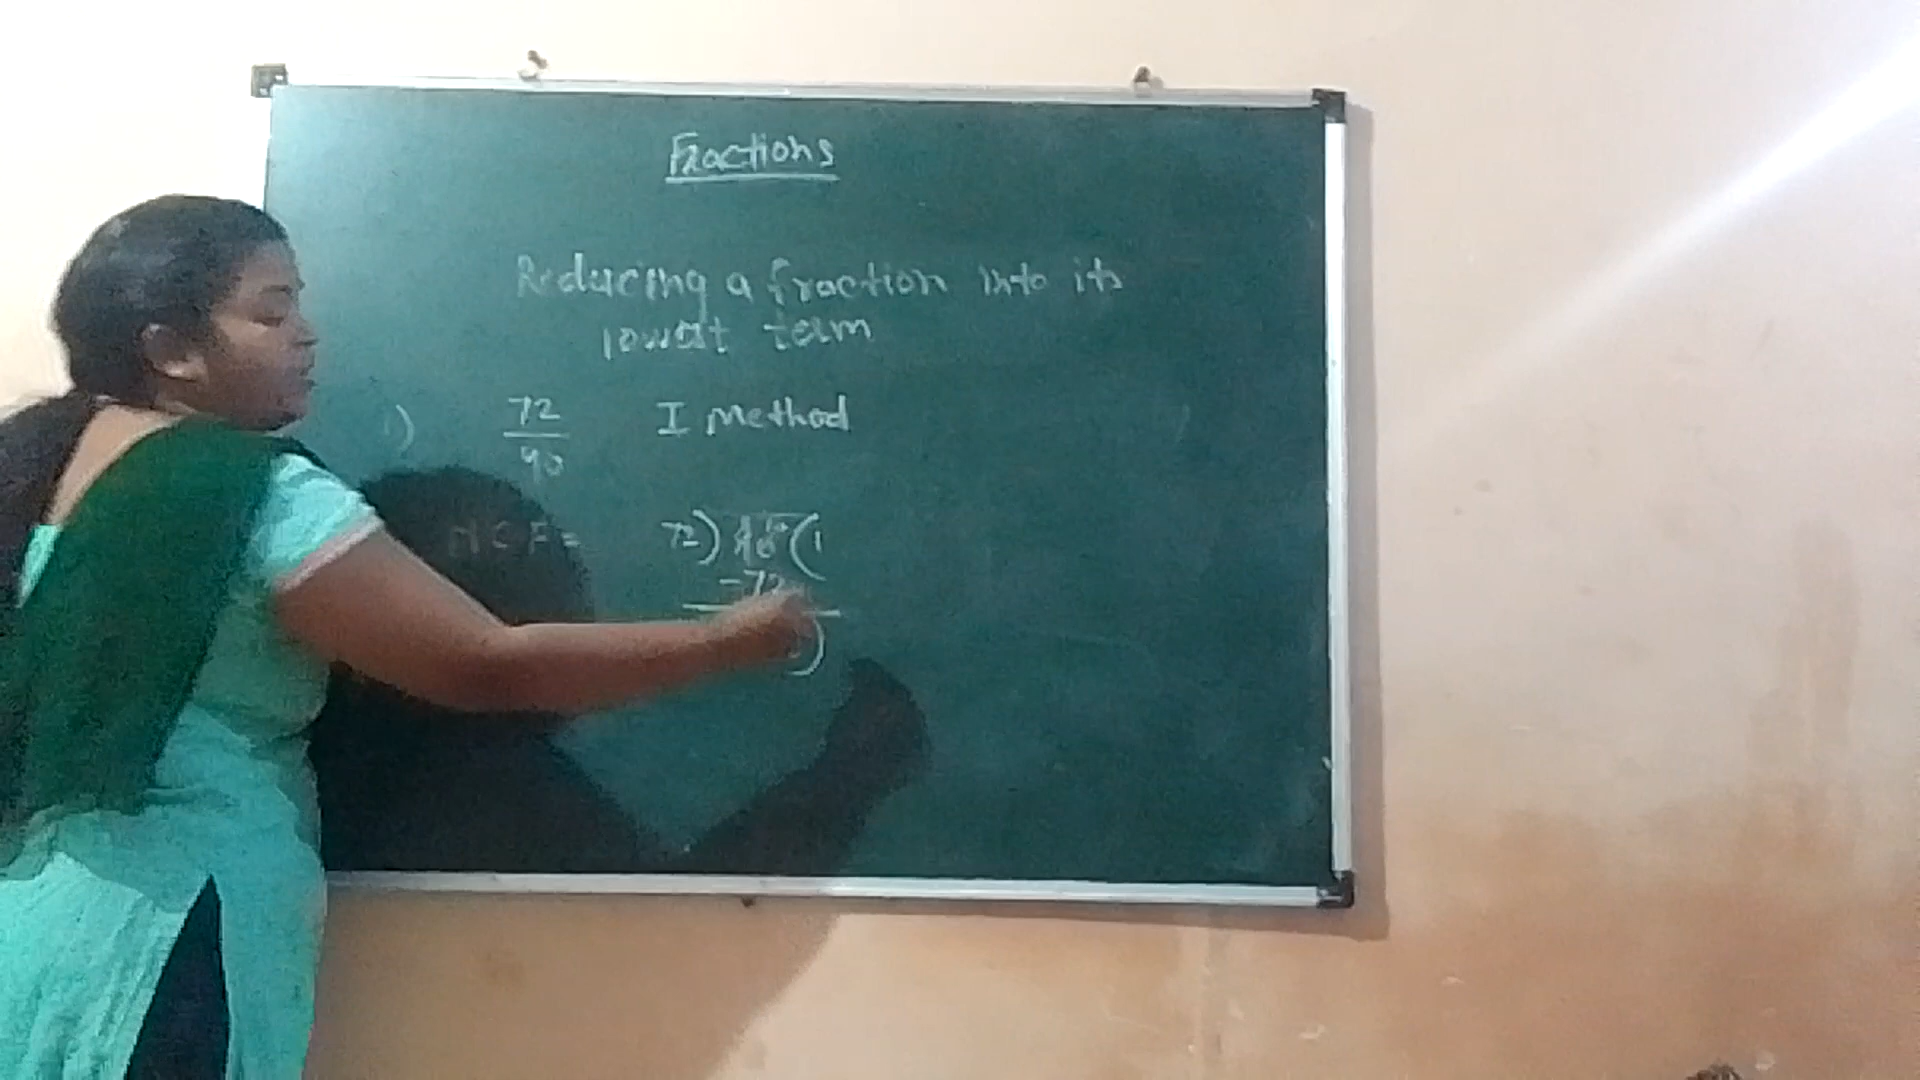 Fractions
Reducing a fraction into its
lowest term
1) 72 I Method
90
HCF = 72) 90 (1
-72
)